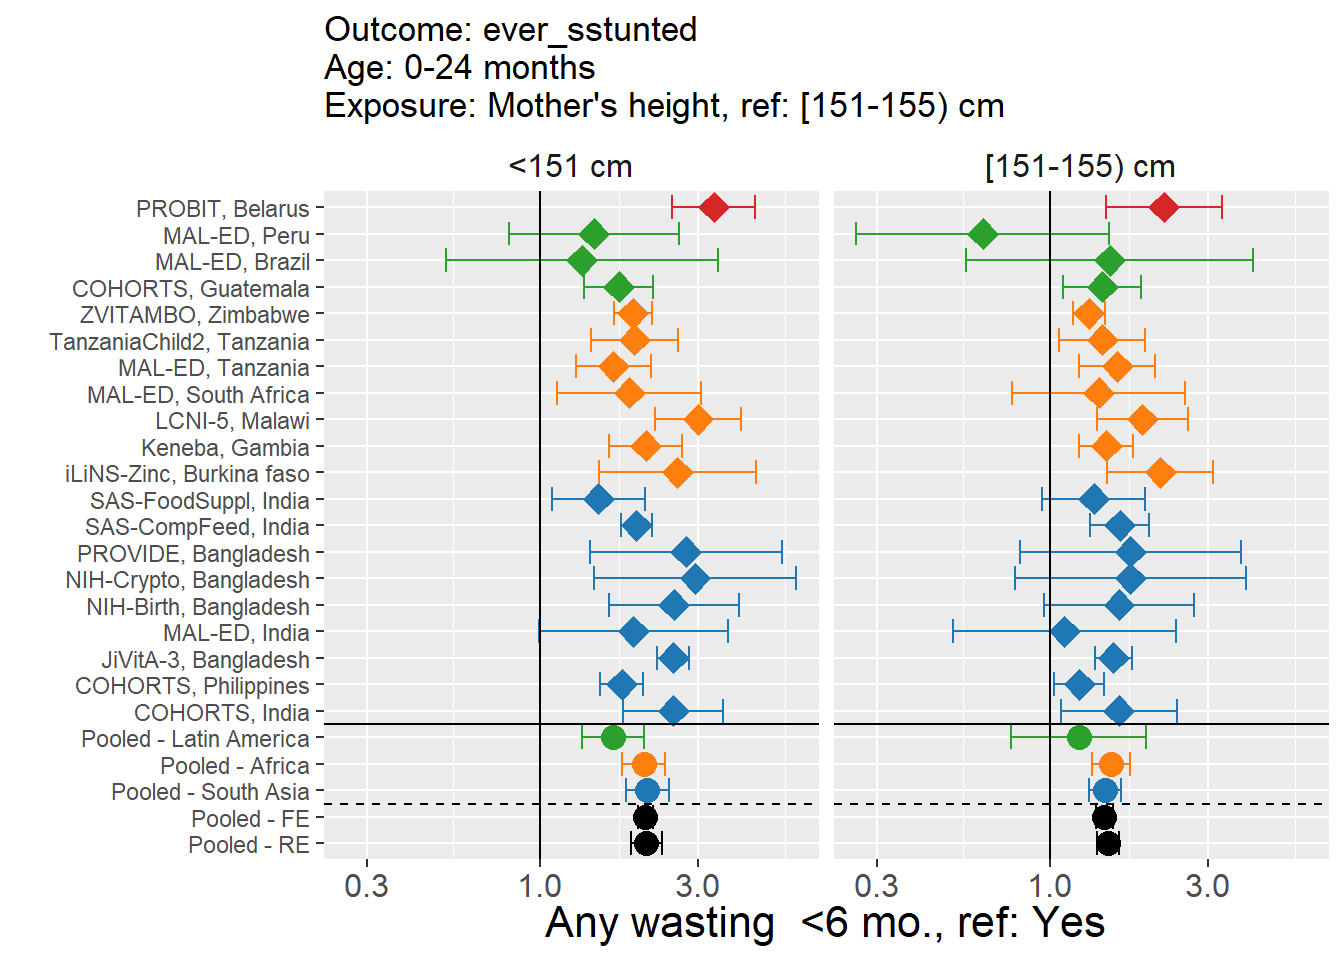 Outcome: ever_sstunted
Age: 0-24 months
Exposure: Mother's height, ref: [151-155) cm
<151 cm
[151-155) cm
PROBIT, Belarus
MAL-ED, Peru
MAL-ED, Brazil
COHORTS, Guatemala
ZVITAMBO, Zimbabwe
TanzaniaChild2, Tanzania
MAL-ED, Tanzania
MAL-ED, South Africa
LCNI-5, Malawi
Keneba, Gambia
iLiNS-Zinc, Burkina faso
SAS-FoodSuppl, India
SAS-CompFeed, India
PROVIDE, Bangladesh
NIH-Crypto, Bangladesh
NIH-Birth, Bangladesh
MAL-ED, India
JiVitA-3, Bangladesh
COHORTS, Philippines
COHORTS, India
Pooled - Latin America
Pooled - Africa
Pooled - South Asia
Pooled - FE
Pooled - RE
0.3 1.0 3.0
0.3 1.0 3.0
Any wasting  <6 mo., ref: Yes